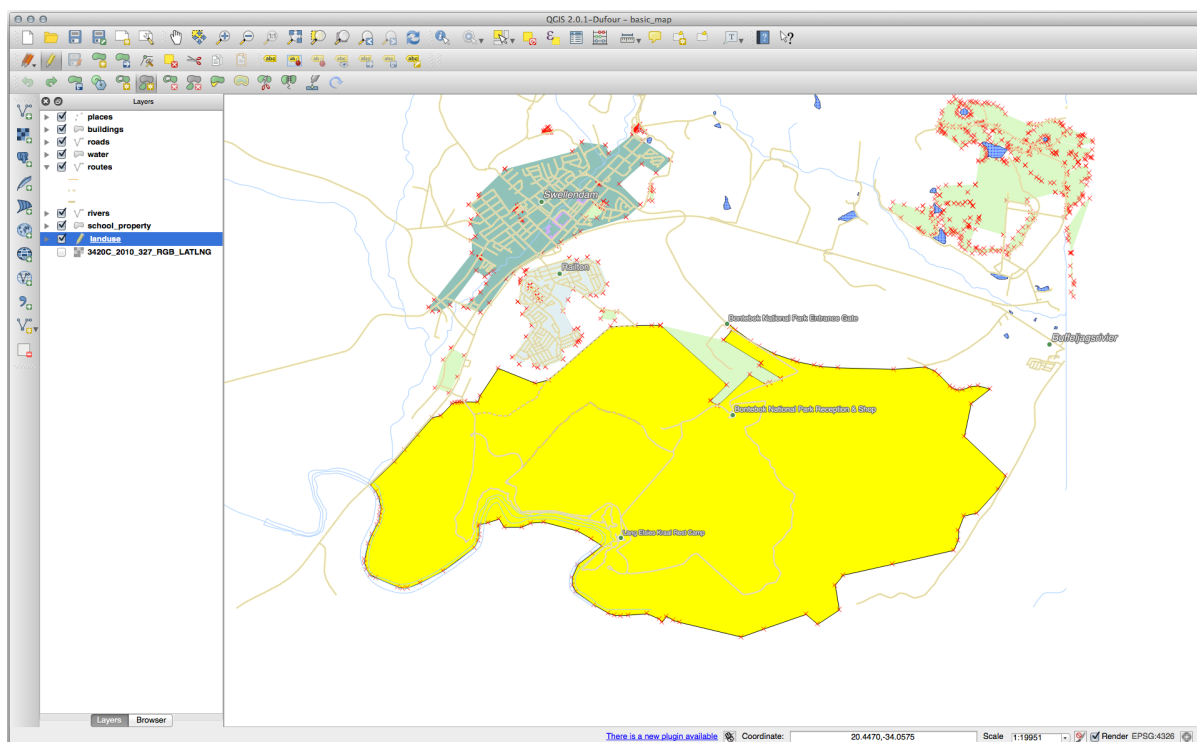 QGIS 2.0.1-Dufour – basic_map
Layers
places
buildings
roads
water
routes
rivers
school_property
landuse
3420C_2010_327_RGB_LATLNG
Swellendam
Railton
Bontebok National Park Entrance Gate
Buffeljagsrivier
Bontebok National Park Reception & Shop
Lang Elsies Kraal Rest Camp
Layers Browser
There is a new plugin available Coordinate: 20.4470,-34.0575 Scale 1:19951 Render EPSG:4326